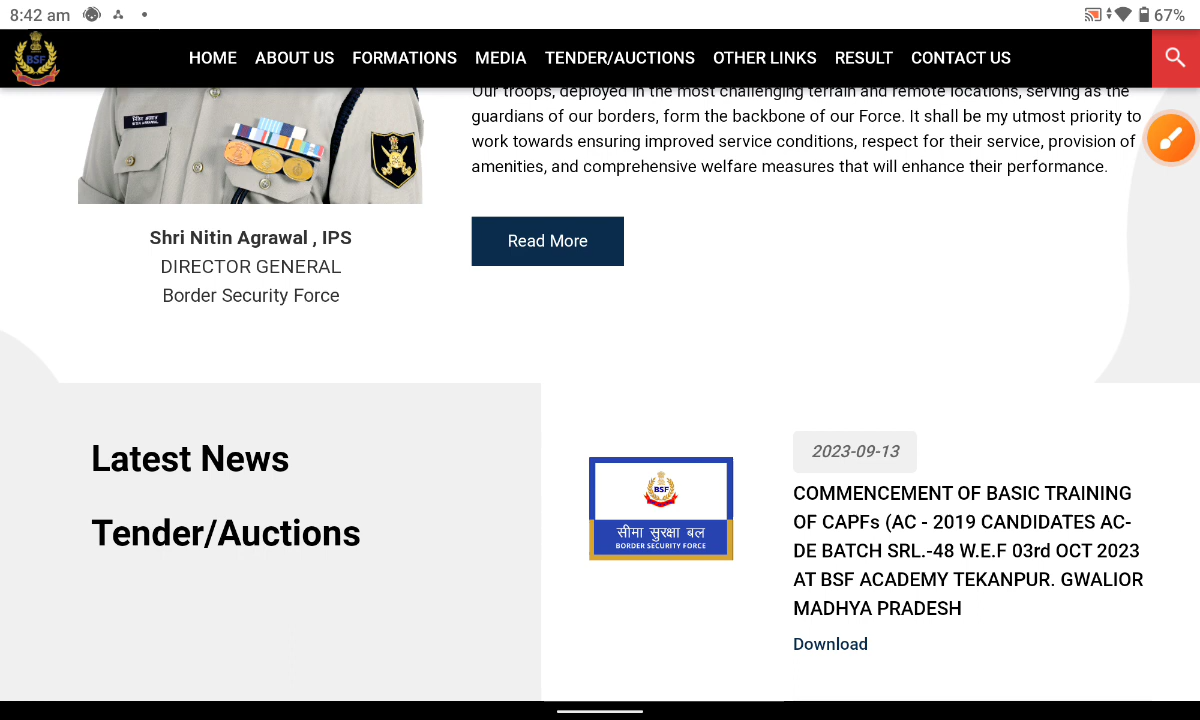 8:42 am
67%
BSF
HOME ABOUT US FORMATIONS MEDIA TENDER/AUCTIONS OTHER LINKS RESULT CONTACT US
Our troops, deployed in the most challenging terrain and remote locations, serving as the
guardians of our borders, form the backbone of our Force. It shall be my utmost priority to
work towards ensuring improved service conditions, respect for their service, provision of
amenities, and comprehensive welfare measures that will enhance their performance.
Read More
Shri Nitin Agrawal , IPS
DIRECTOR GENERAL
Border Security Force
Latest News
Tender/Auctions
BSF
सीमा सुरक्षा बल
BORDER SECURITY FORCE
2023-09-13
COMMENCEMENT OF BASIC TRAINING
OF CAPFs (AC - 2019 CANDIDATES AC-
DE BATCH SRL.-48 W.E.F 03rd OCT 2023
AT BSF ACADEMY TEKANPUR. GWALIOR
MADHYA PRADESH
Download